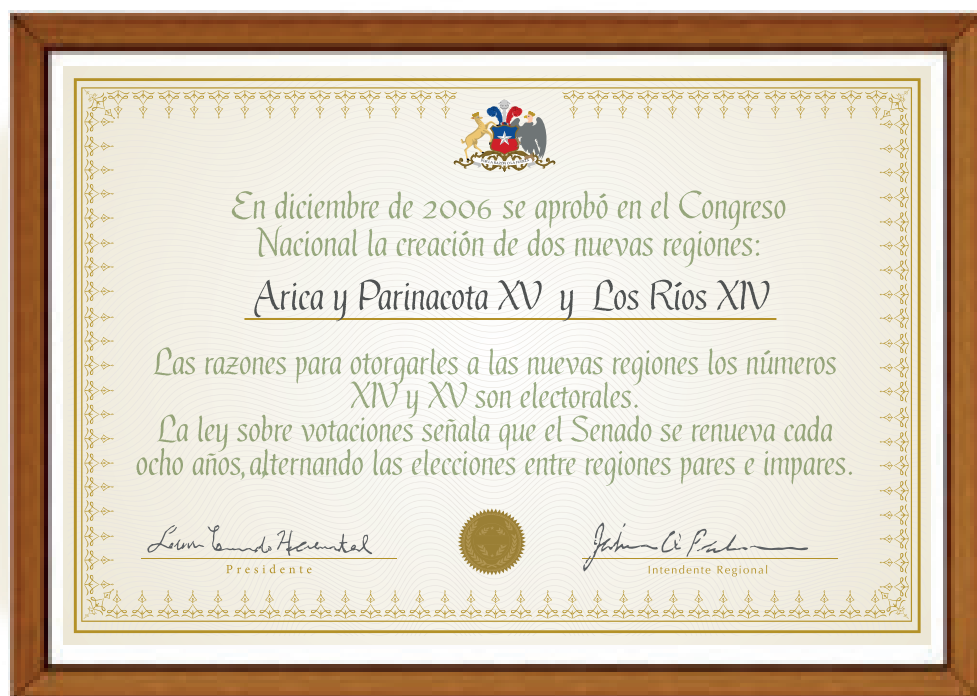 En diciembre de 2006 se aprobó en el Congreso
Nacional la creación de dos nuevas regiones:
Arica y Parinacota XV y Los Ríos XIV
Las razones para otorgarles a las nuevas regiones los números
XIV y XV son electorales.
La ley sobre votaciones señala que el Senado se renueva cada
ocho años, alternando las elecciones entre regiones pares e impares.
Presidente
Intendente Regional